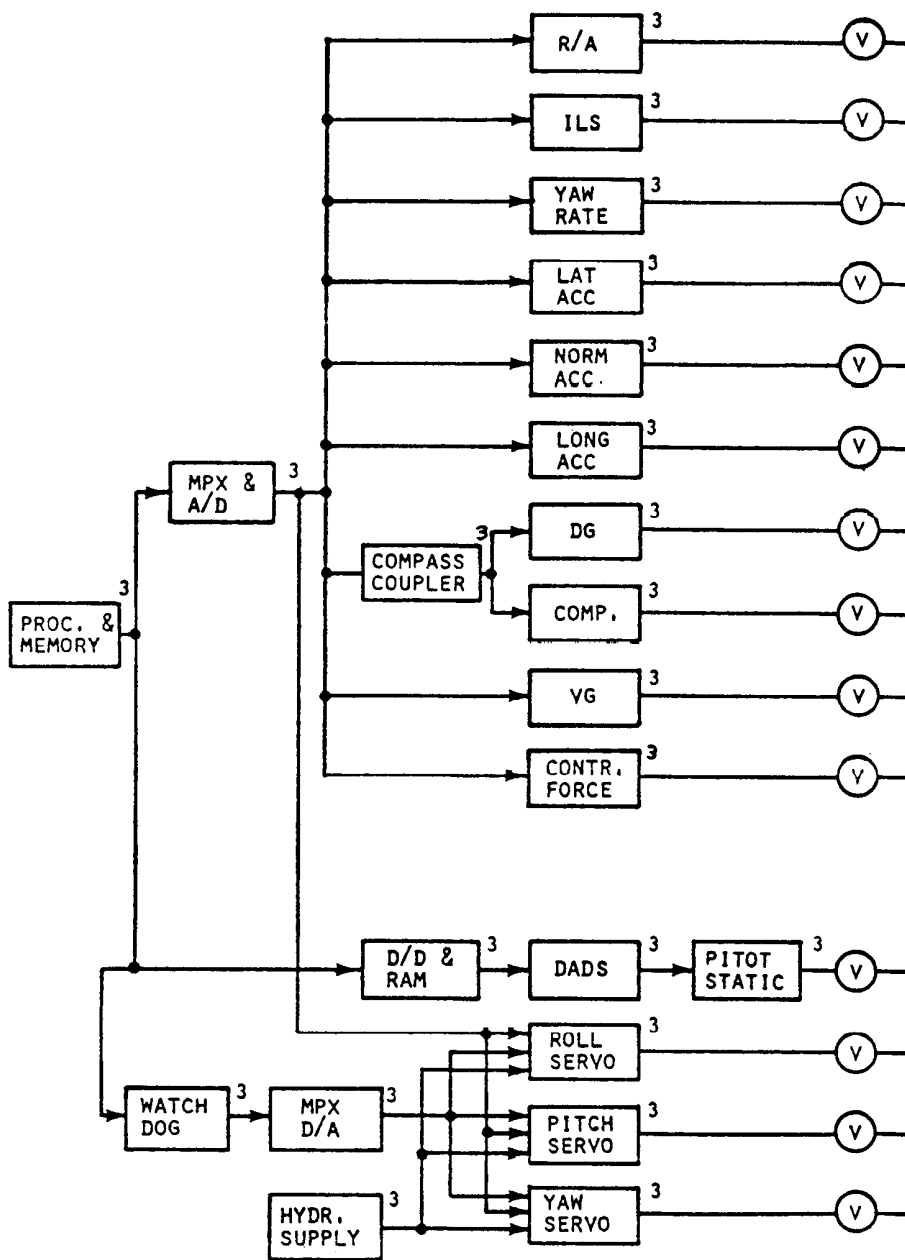 3
R/A
V
3
ILS
V
3
YAW
RATE
V
3
LAT
ACC
V
3
NORM
ACC.
V
3
LONG
ACC
V
3
MPX &
A/D
3
COMPASS
COUPLER
3
DG
V
3
COMP.
V
3
PROC. &
MEMORY
3
VG
V
3
CONTR.
FORCE
V
3
D/D &
RAM
3
DADS
3
PITOT
STATIC
V
3
ROLL
SERVO
V
3
WATCH
DOG
3
MPX
D/A
3
PITCH
SERVO
V
3
HYDR.
SUPPLY
3
YAW
SERVO
V